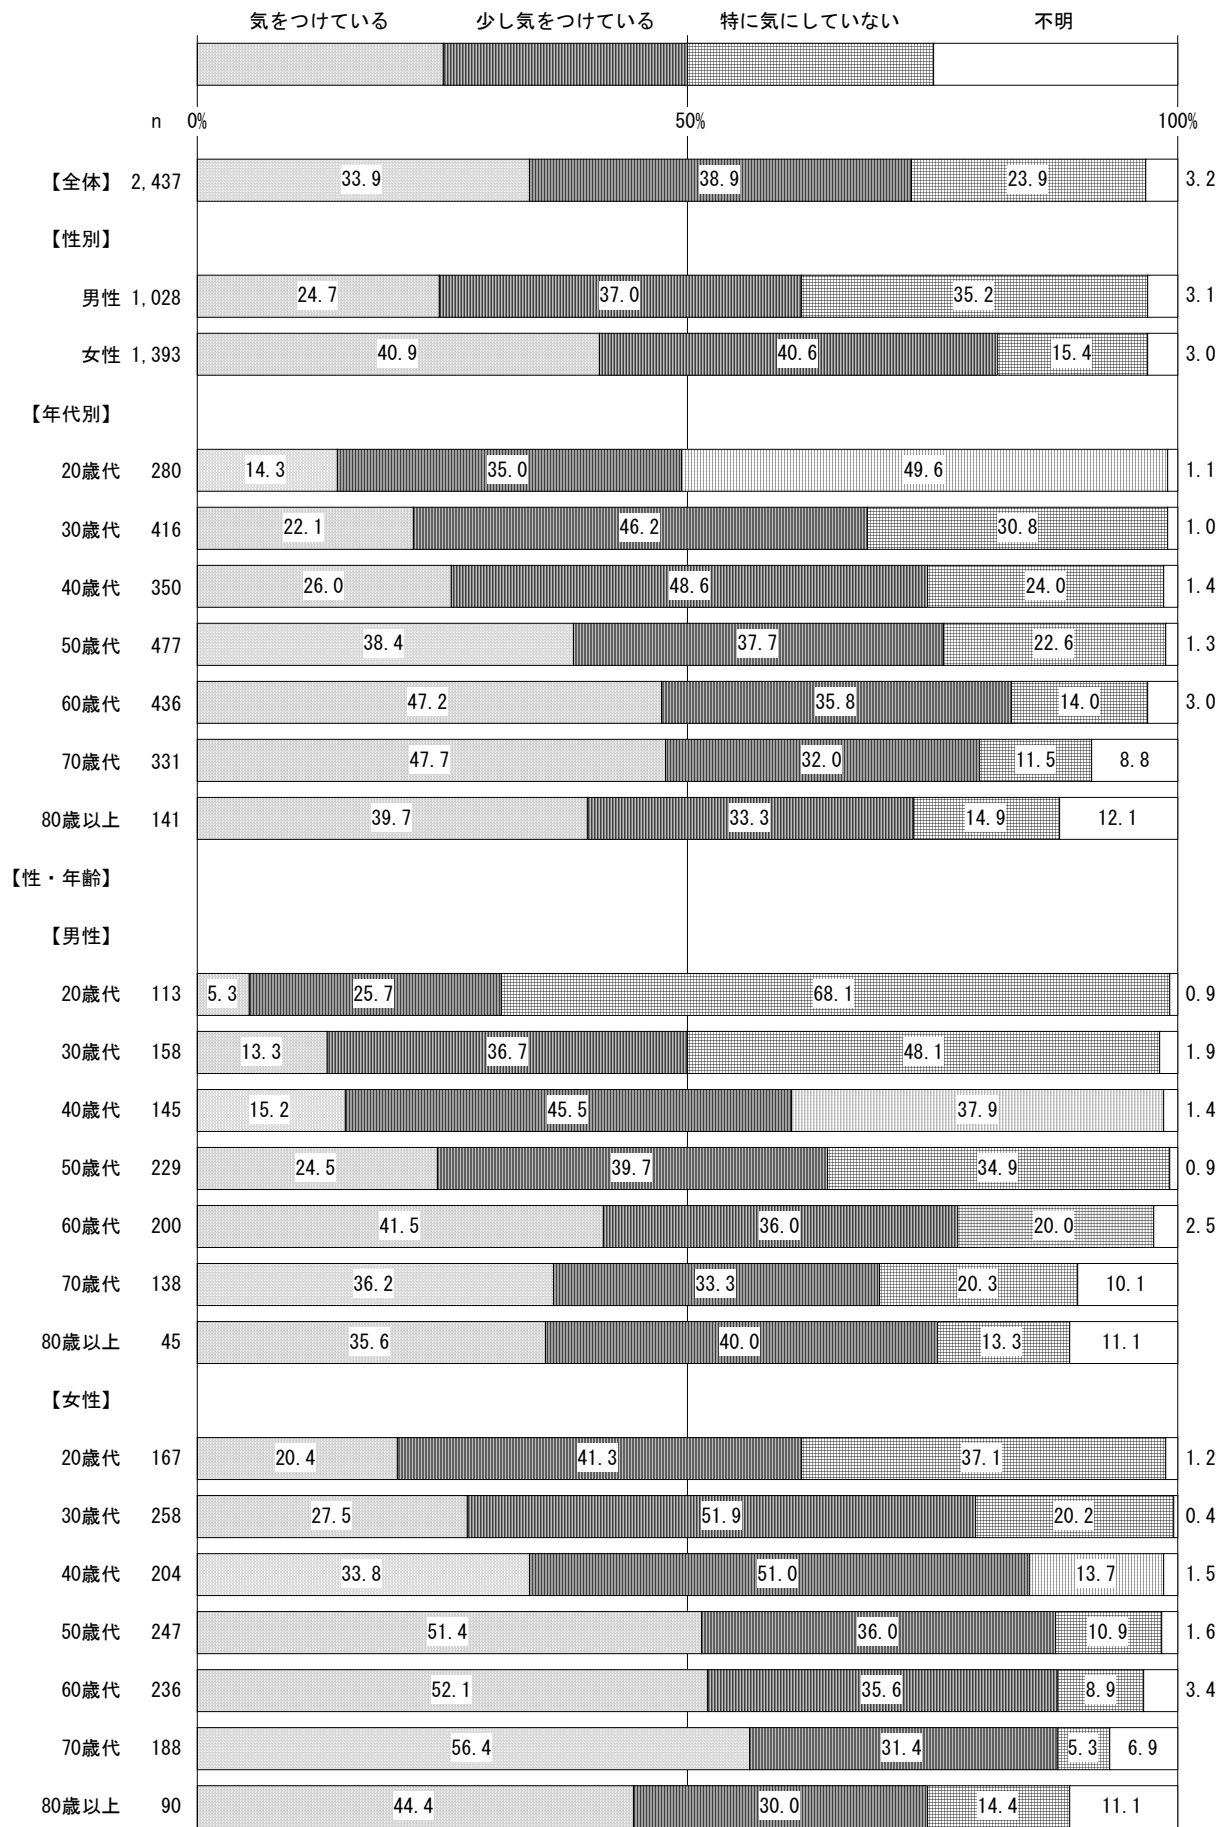 気をつけている 少し気をつけている 特に気にしていない 不明
n 0% 50% 100%
【全体】 2,437 33.9 38.9 23.9 3.2
【性別】
男性 1,028 24.7 37.0 35.2 3.1
女性 1,393 40.9 40.6 15.4 3.0
【年代別】
20歳代 280 14.3 35.0 49.6 1.1
30歳代 416 22.1 46.2 30.8 1.0
40歳代 350 26.0 48.6 24.0 1.4
50歳代 477 38.4 37.7 22.6 1.3
60歳代 436 47.2 35.8 14.0 3.0
70歳代 331 47.7 32.0 11.5 8.8
80歳以上 141 39.7 33.3 14.9 12.1
【性・年齢】
【男性】
20歳代 113 5.3 25.7 68.1 0.9
30歳代 158 13.3 36.7 48.1 1.9
40歳代 145 15.2 45.5 37.9 1.4
50歳代 229 24.5 39.7 34.9 0.9
60歳代 200 41.5 36.0 20.0 2.5
70歳代 138 36.2 33.3 20.3 10.1
80歳以上 45 35.6 40.0 13.3 11.1
【女性】
20歳代 167 20.4 41.3 37.1 1.2
30歳代 258 27.5 51.9 20.2 0.4
40歳代 204 33.8 51.0 13.7 1.5
50歳代 247 51.4 36.0 10.9 1.6
60歳代 236 52.1 35.6 8.9 3.4
70歳代 188 56.4 31.4 5.3 6.9
80歳以上 90 44.4 30.0 14.4 11.1